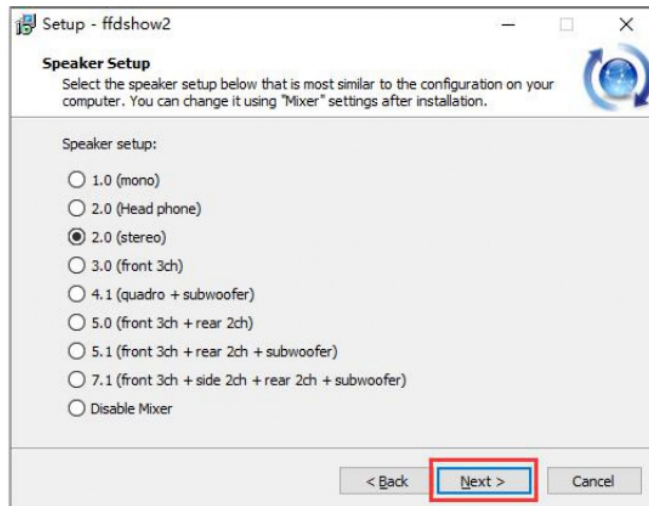 Setup - ffdshow2
Speaker Setup
Select the speaker setup below that is most similar to the configuration on your
computer. You can change it using "Mixer" settings after installation.
Speaker setup:
1.0 (mono)
2.0 (Head phone)
2.0 (stereo)
3.0 (front 3ch)
4.1 (quadro + subwoofer)
5.0 (front 3ch + rear 2ch)
5.1 (front 3ch + rear 2ch + subwoofer)
7.1 (front 3ch + side 2ch + rear 2ch + subwoofer)
Disable Mixer
< Back Next > Cancel